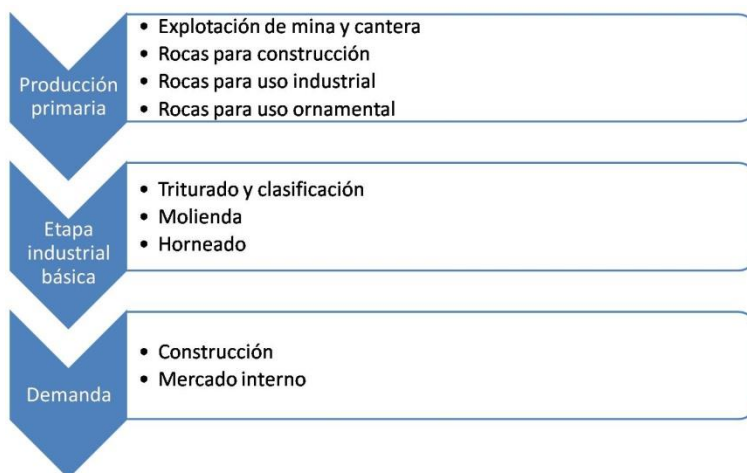 Producción
primaria
• Explotación de mina y cantera
• Rocas para construcción
• Rocas para uso industrial
• Rocas para uso ornamental
Etapa
industrial
básica
• Triturado y clasificación
• Molienda
• Horneado
Demanda
• Construcción
• Mercado interno